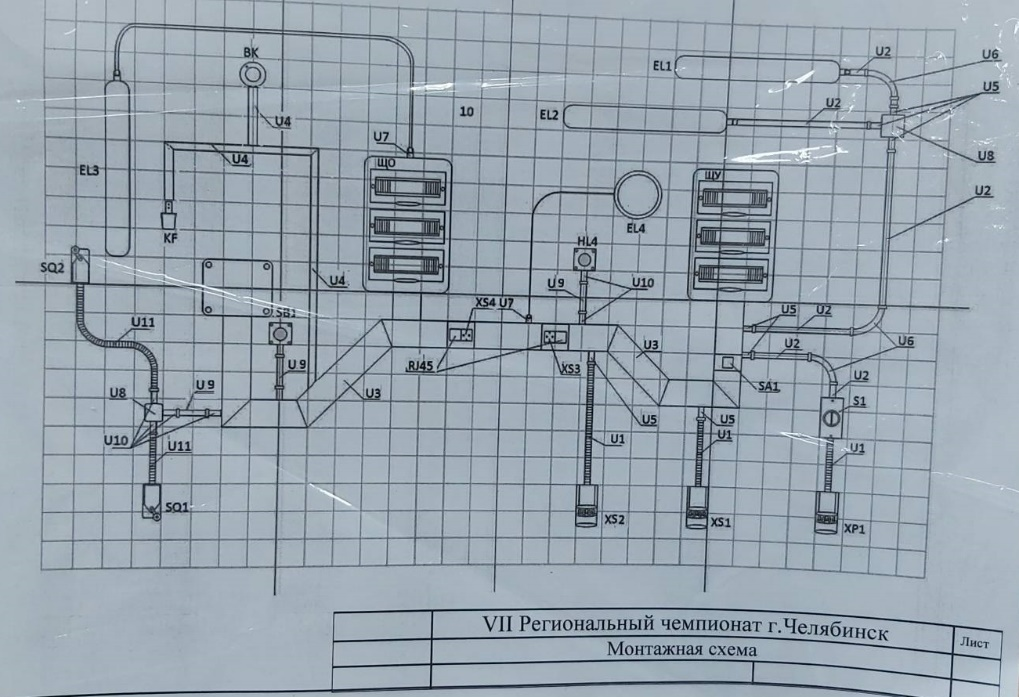 U2
U6
BK
EL1
U5
10
EL2
U2
U4
U7
U8
U4
ЩО
EL3
ЩУ
U2
KF
EL4
HL4
SQ2
U4
U9
U10
XS4 U7
SB1
U5
U2
U11
U6
RJ45
XS3
U3
U2
U9
SA1
U2
U8
U9
U3
S1
U5
U5
U10
U1
U1
U1
U11
SQ1
XS2
XS1
XP1
VII Региональный чемпионат г.Челябинск
Лист
Монтажная схема